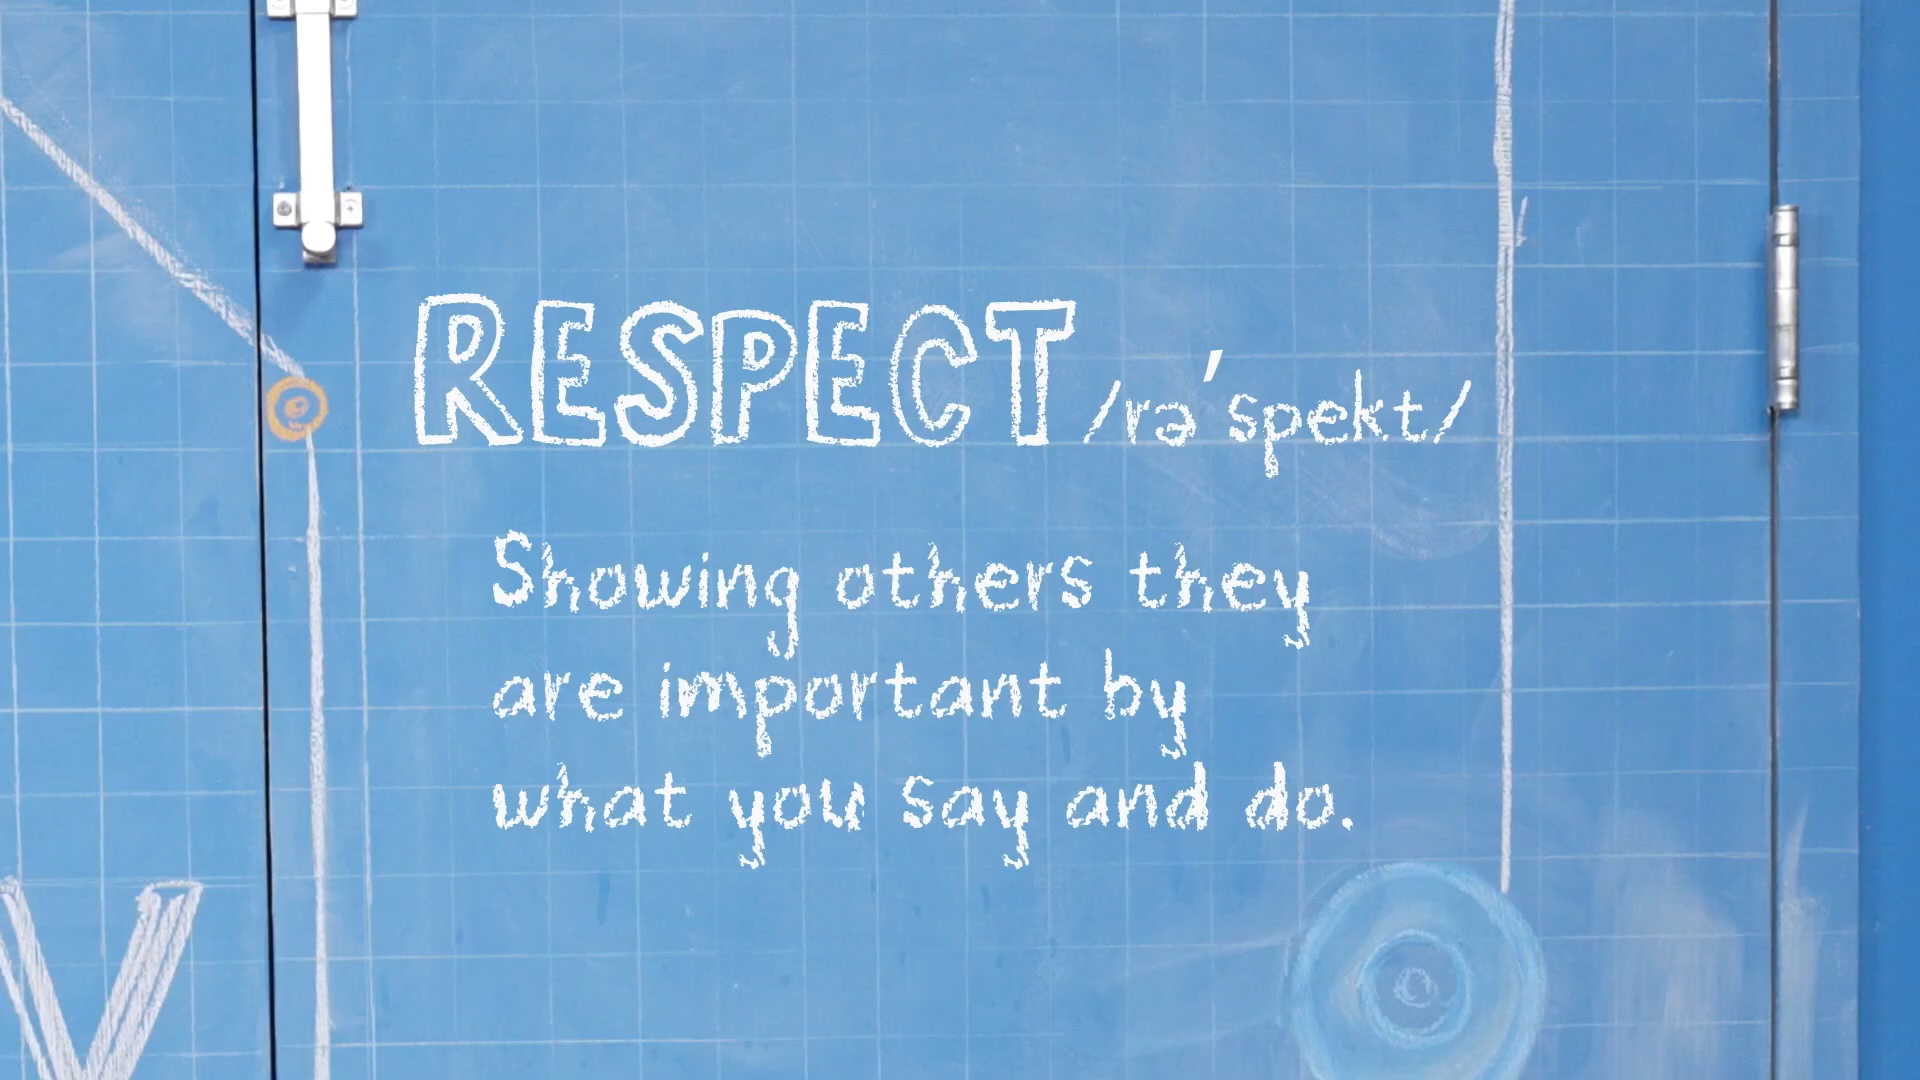 RESPECT /rə'spekt/
Showing others they
are important by
what you say and do.
V